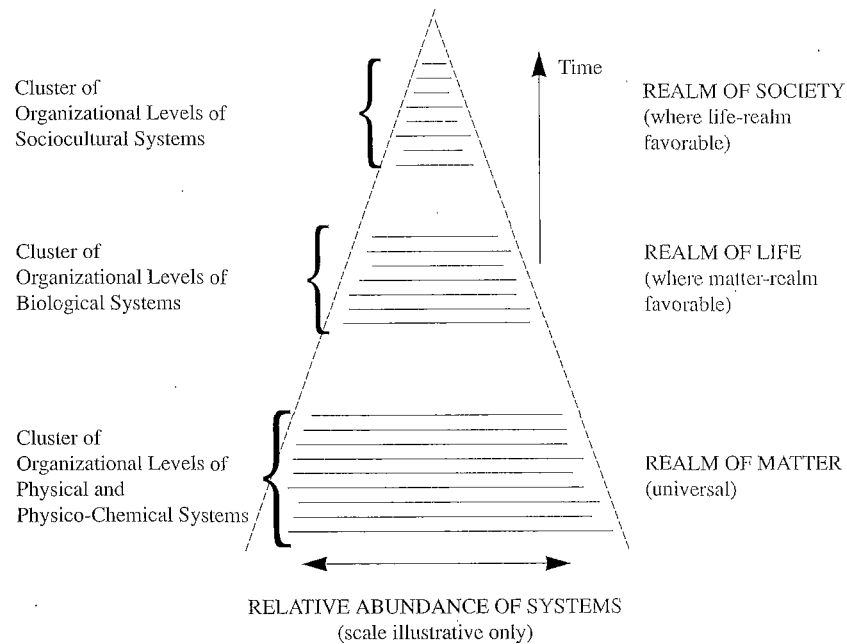 Cluster of
Organizational Levels of
Sociocultural Systems
Time
REALM OF SOCIETY
(where life-realm
favorable)
Cluster of
Organizational Levels of
Biological Systems
REALM OF LIFE
(where matter-realm
favorable)
Cluster of
Organizational Levels of
Physical and
Physico-Chemical Systems
REALM OF MATTER
(universal)
RELATIVE ABUNDANCE OF SYSTEMS
(scale illustrative only)